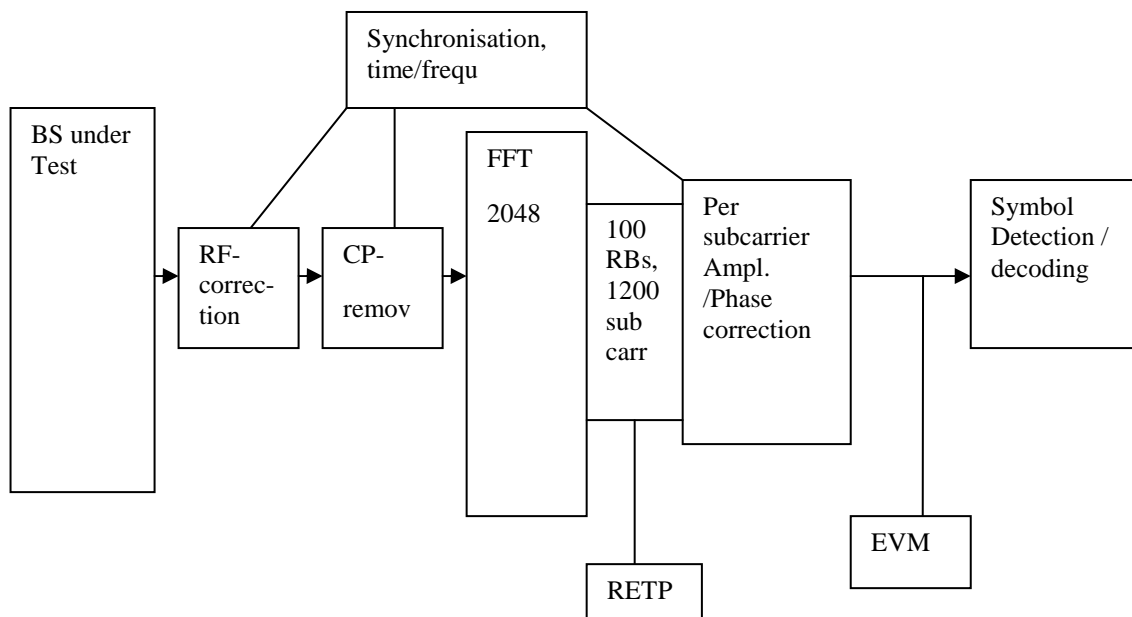 Synchronisation,
time/frequ
BS under
Test
RF-
correc-
tion
CP-
remov
FFT
2048
100
RBs,
1200
sub
carr
Per
subcarrier
Ampl.
/Phase
correction
Symbol
Detection /
decoding
EVM
RETP